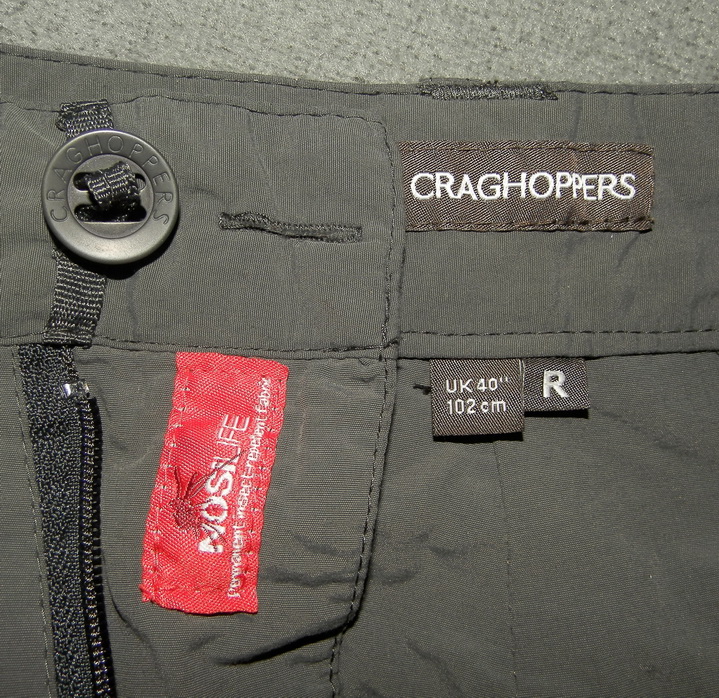 CRAGHOPPERS
CRAGHOPPERS
UK 40"
102 cm
R
MOSILIFE
Permanent insect-repellent fabric